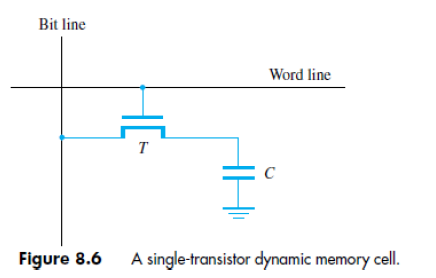 Bit line
Word line
T
C
Figure 8.6 A single-transistor dynamic memory cell.